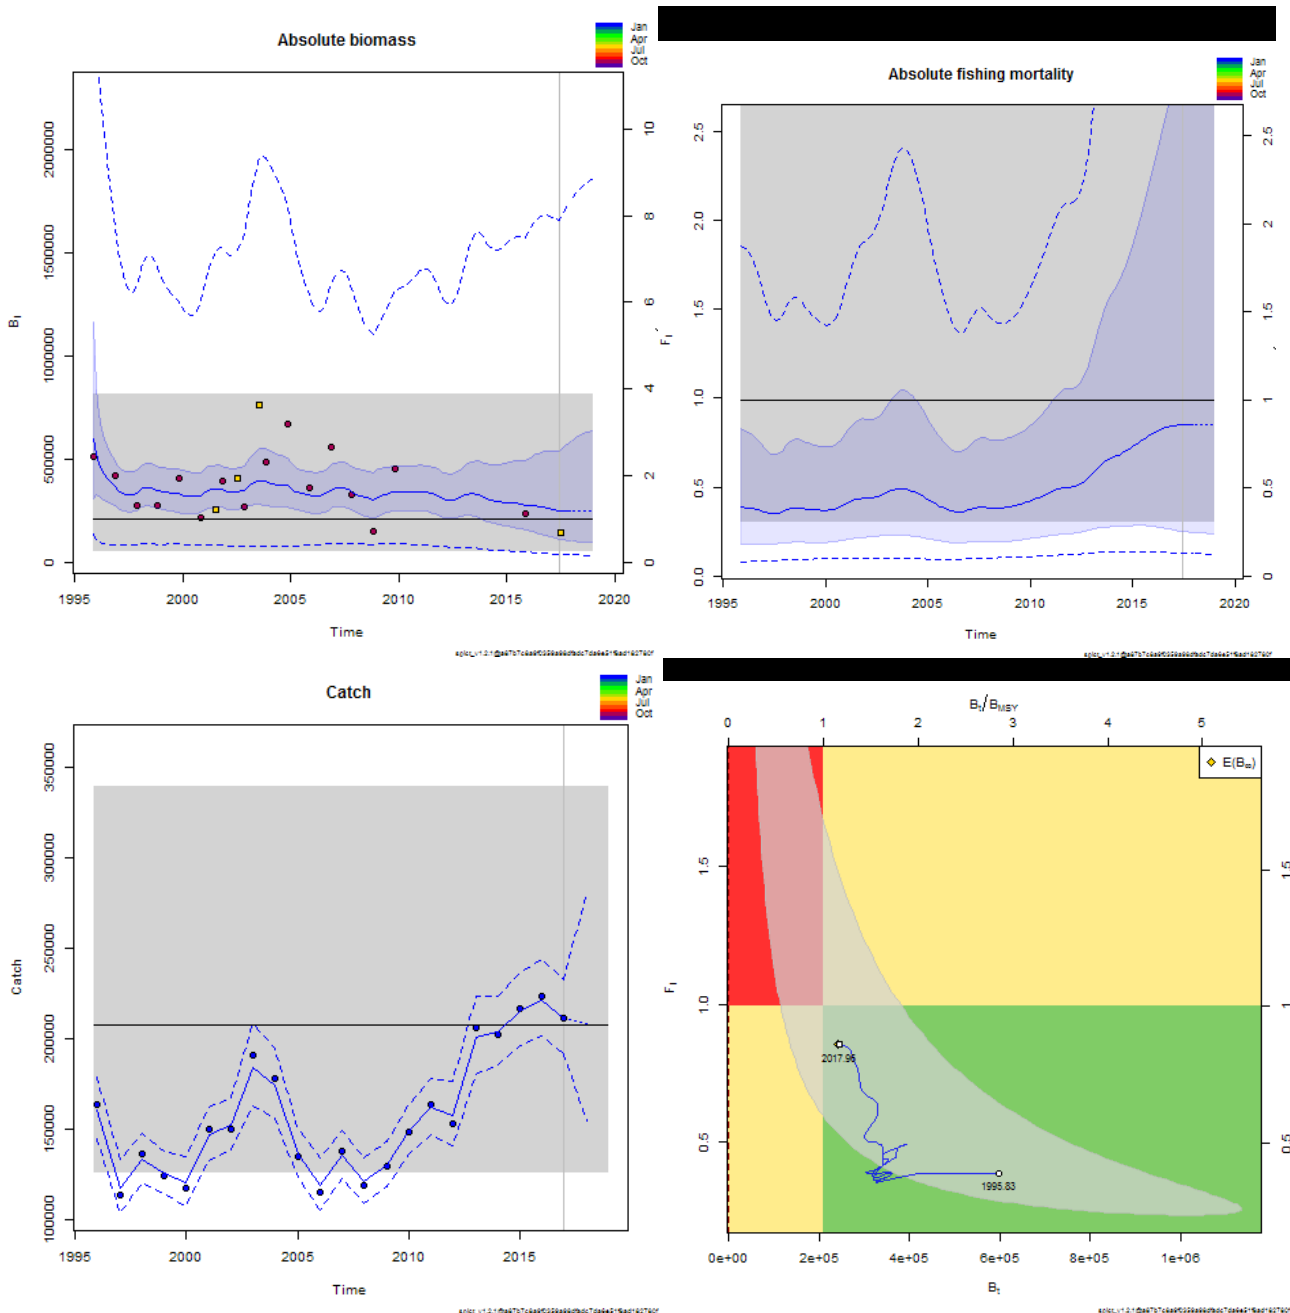 Absolute biomass
Jan
Apr
Jul
Oct
0
500000
1000000
1500000
2000000
0
2
4
6
8
10
1995
2000
2005
2010
2015
2020
Time
Absolute fishing mortality
Jan
Apr
Jul
Oct
0.0
0.5
1.0
1.5
2.0
2.5
0
0.5
1
1.5
2
2.5
Fₜ
Bₜ
1995
2000
2005
2010
2015
2020
Time
Catch
Jan
Apr
Jul
Oct
Catch
100000
150000
200000
250000
300000
350000
1995
2000
2005
2010
2015
Time
Bₜ/B_MSY
0
1
2
3
4
5
E(B∞)
Fₜ
0.5
1.0
1.5
0.5
1
1.5
2017.96
1995.83
0e+00
2e+05
4e+05
6e+05
8e+05
1e+06
Bₜ